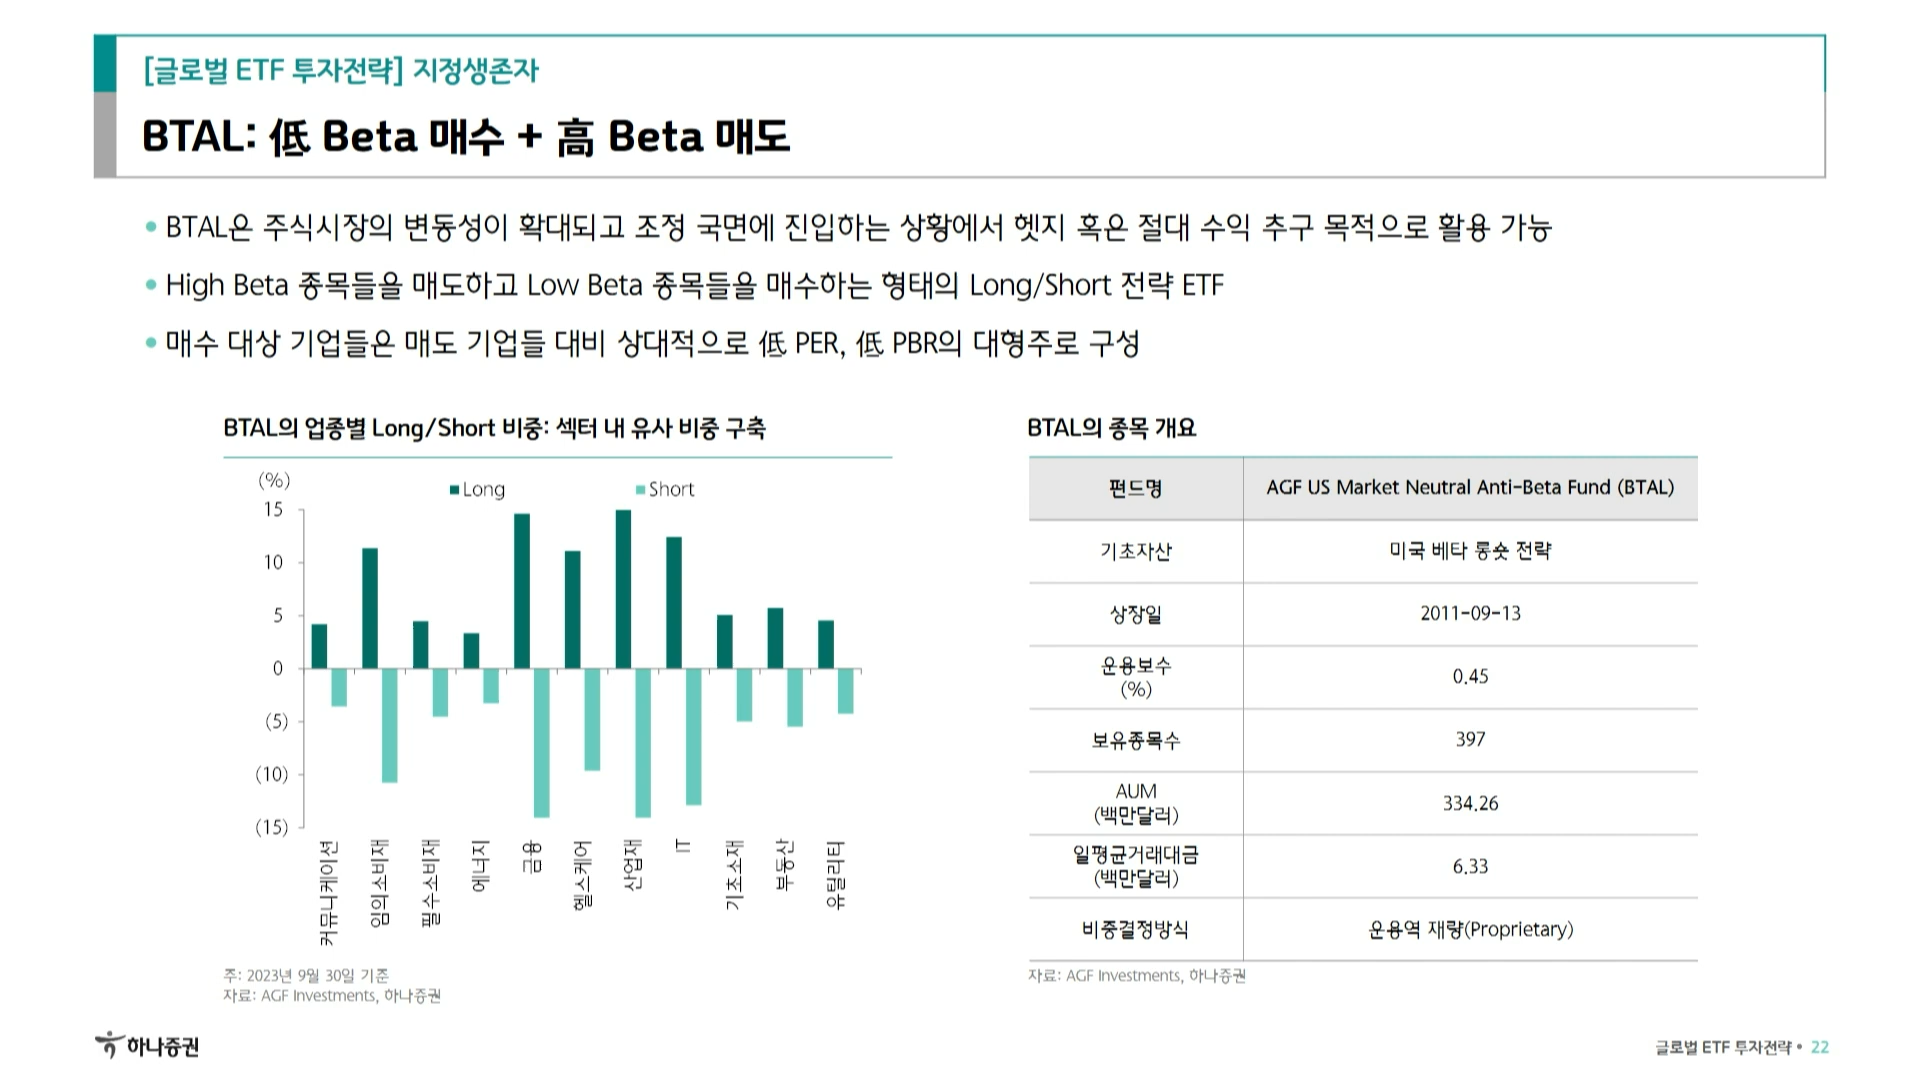 [글로벌 ETF 투자전략] 지정생존자
BTAL: 低 Beta 매수 + 高 Beta 매도
• BTAL은 주식시장의 변동성이 확대되고 조정 국면에 진입하는 상황에서 헷지 혹은 절대 수익 추구 목적으로 활용 가능
• High Beta 종목들을 매도하고 Low Beta 종목들을 매수하는 형태의 Long/Short 전략 ETF
• 매수 대상 기업들은 매도 기업들 대비 상대적으로 低 PER, 低 PBR의 대형주로 구성
BTAL의 업종별 Long/Short 비중: 섹터 내 유사 비중 구축
(%)
Long Short
15
10
5
0
(5)
(10)
(15)
커뮤니케이션
임의소비재
필수소비재
에너지
금융
헬스케어
산업재
IT
기초소재
부동산
유틸리티
주: 2023년 9월 30일 기준
자료: AGF Investments, 하나증권
BTAL의 종목 개요
펀드명 AGF US Market Neutral Anti-Beta Fund (BTAL)
기초자산 미국 베타 롱숏 전략
상장일 2011-09-13
운용보수
(%)
0.45
보유종목수 397
AUM
(백만달러)
334.26
일평균거래대금
(백만달러)
6.33
비중결정방식 운용역 재량(Proprietary)
자료: AGF Investments, 하나증권
하나증권
글로벌 ETF 투자전략 • 22